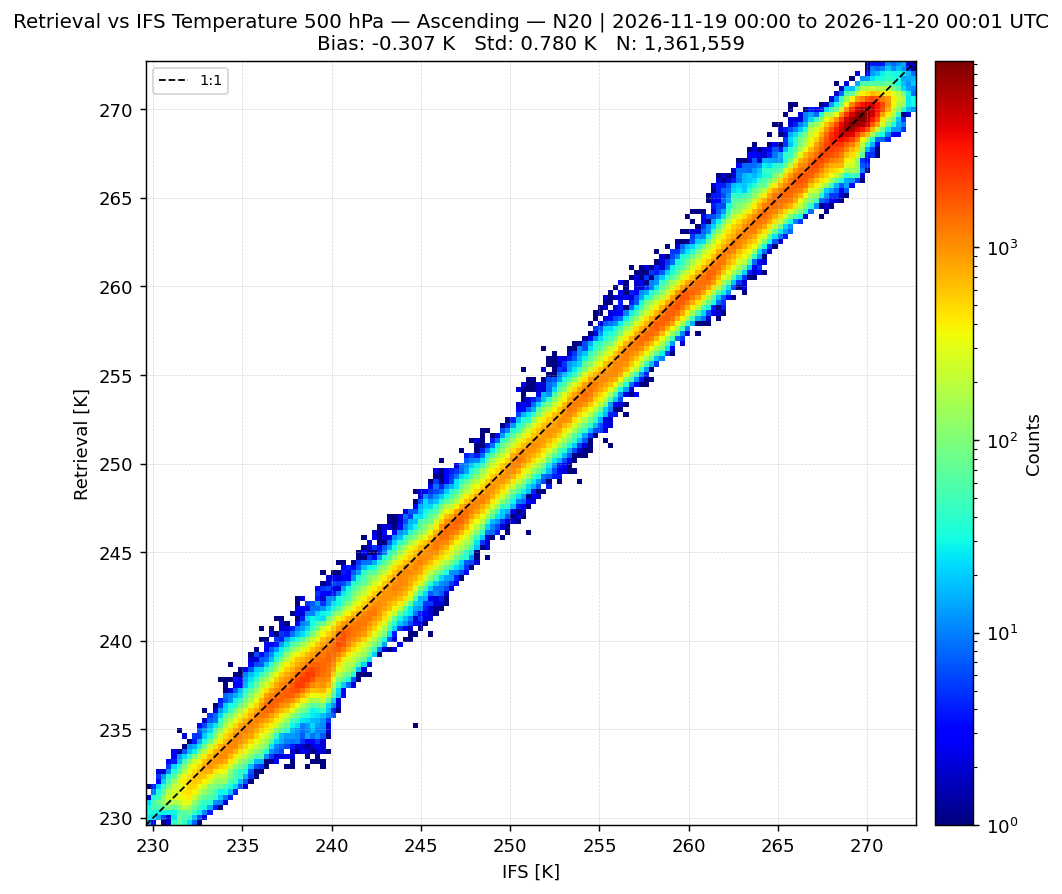 Retrieval vs IFS Temperature 500 hPa — Ascending — N20 | 2026-11-19 00:00 to 2026-11-20 00:01 UTC
Bias: -0.307 K   Std: 0.780 K   N: 1,361,559
1:1
270
265
260
255
250
245
240
235
230
Retrieval [K]
230 235 240 245 250 255 260 265 270
IFS [K]
10³
10²
10¹
10⁰
Counts